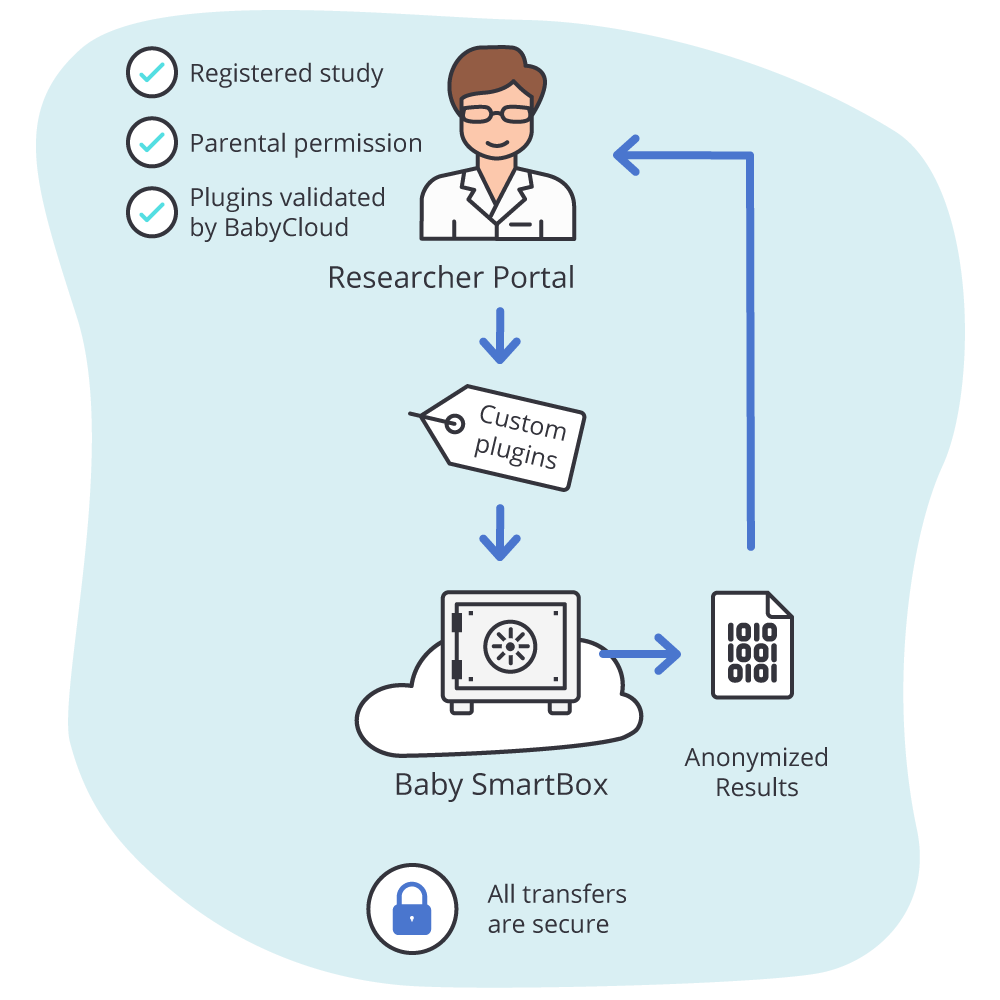 Registered study
Parental permission
Plugins validated
by BabyCloud
Researcher Portal
Custom
plugins
1010
1001
0101
Baby SmartBox
Anonymized
Results
All transfers
are secure